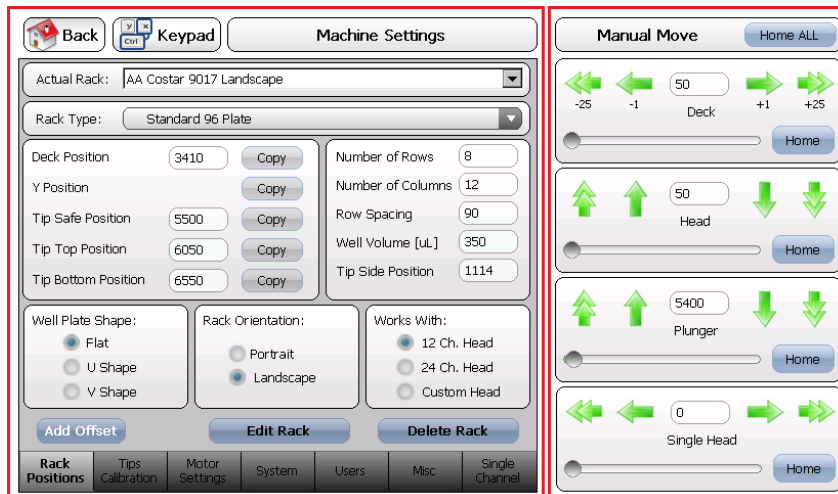 Back
y x Ctrl Keypad
Machine Settings
Actual Rack: AA Costar 9017 Landscape
Rack Type: Standard 96 Plate
Deck Position 3410 Copy
Y Position Copy
Tip Safe Position 5500 Copy
Tip Top Position 6050 Copy
Tip Bottom Position 6550 Copy
Number of Rows 8
Number of Columns 12
Row Spacing 90
Well Volume [uL] 350
Tip Side Position 1114
Well Plate Shape:
Flat
U Shape
V Shape
Rack Orientation:
Portrait
Landscape
Works With:
12 Ch. Head
24 Ch. Head
Custom Head
Add Offset Edit Rack Delete Rack
Rack Positions Tips Calibration Motor Settings System Users Misc Single Channel
Manual Move Home ALL
50
-25 -1 Deck +1 +25
Home
50
Head
Home
5400
Plunger
Home
0
Single Head
Home